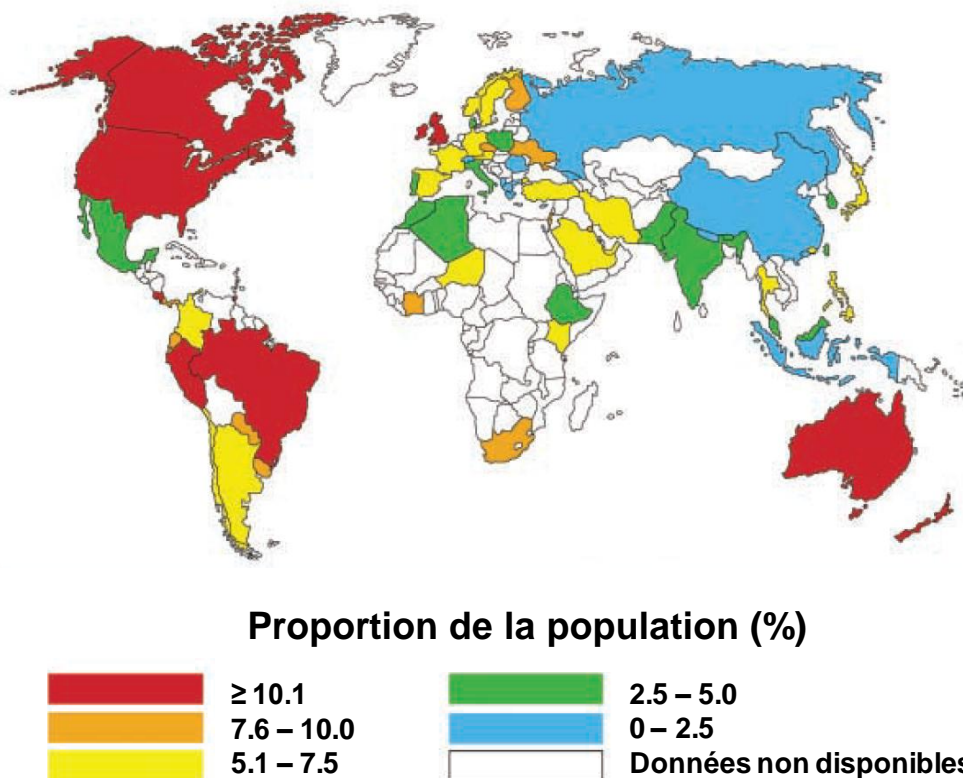 Proportion de la population (%)
≥ 10.1
7.6 – 10.0
5.1 – 7.5
2.5 – 5.0
0 – 2.5
Données non disponibles